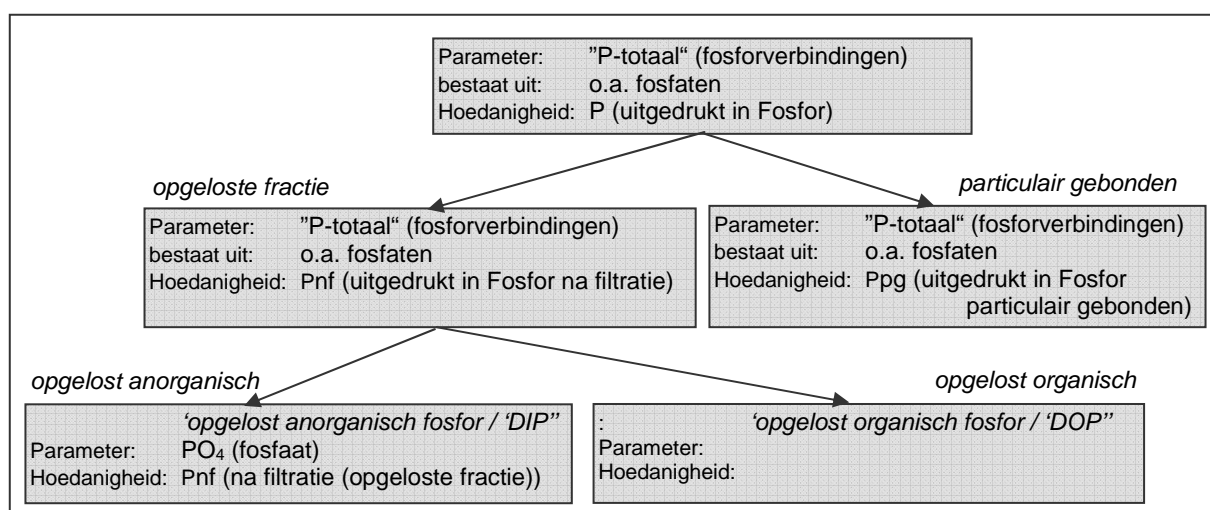 Parameter: ”P-totaal“ (fosforverbindingen)
bestaat uit: o.a. fosfaten
Hoedanigheid: P (uitgedrukt in Fosfor)
opgeloste fractie
particulair gebonden
Parameter: ”P-totaal“ (fosforverbindingen)
bestaat uit: o.a. fosfaten
Hoedanigheid: Pnf (uitgedrukt in Fosfor na filtratie)
Parameter: ”P-totaal“ (fosforverbindingen)
bestaat uit: o.a. fosfaten
Hoedanigheid: Ppg (uitgedrukt in Fosfor
particulair gebonden)
opgelost anorganisch
opgelost organisch
‘opgelost anorganisch fosfor / ‘DIP’’
Parameter: PO₄ (fosfaat)
Hoedanigheid: Pnf (na filtratie (opgeloste fractie))
: ‘opgelost organisch fosfor / ‘DOP’’
Parameter:
Hoedanigheid: